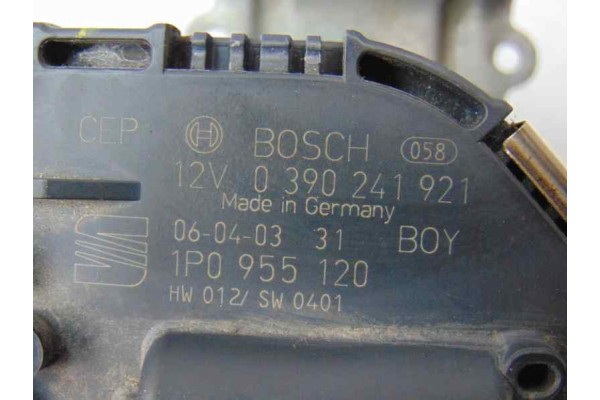 CEP BOSCH 058
12V 0 390 241 921
Made in Germany
06-04-03 31 BOY
1P0 955 120
HW 012/ SW 0401